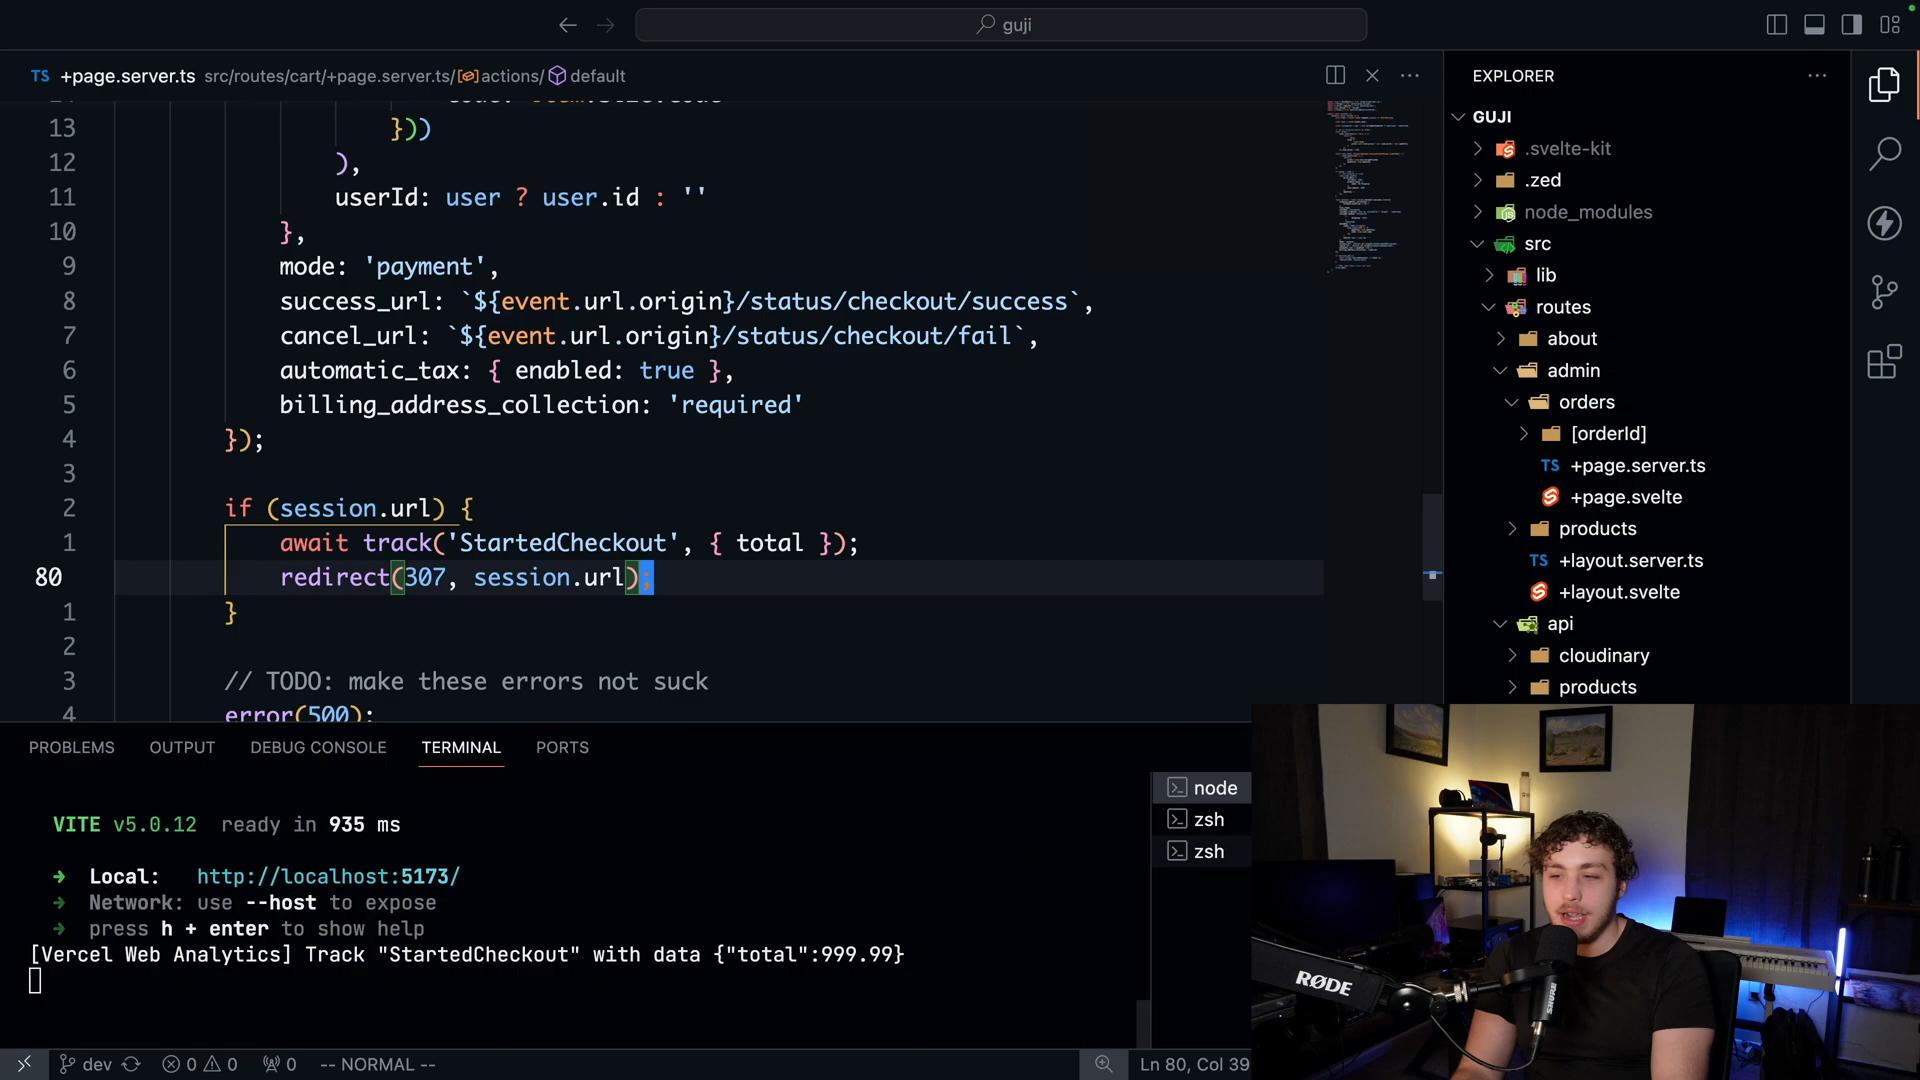 guji
TS +page.server.ts src/routes/cart/+page.server.ts/ actions/ default
13 }))
12 ),
11 userId: user ? user.id : ''
10 },
9 mode: 'payment',
8 success_url: `${event.url.origin}/status/checkout/success`,
7 cancel_url: `${event.url.origin}/status/checkout/fail`,
6 automatic_tax: { enabled: true },
5 billing_address_collection: 'required'
4 });
3
2 if (session.url) {
1 await track('StartedCheckout', { total });
80 redirect(307, session.url);
1 }
2
3 // TODO: make these errors not suck
4 error(500);
EXPLORER
GUJI
.svelte-kit
.zed
node_modules
src
lib
routes
about
admin
orders
[orderId]
TS +page.server.ts
+page.svelte
products
TS +layout.server.ts
+layout.svelte
api
cloudinary
products
PROBLEMS OUTPUT DEBUG CONSOLE TERMINAL PORTS
VITE v5.0.12 ready in 935 ms
➜ Local: http://localhost:5173/
➜ Network: use --host to expose
➜ press h + enter to show help
[Vercel Web Analytics] Track "StartedCheckout" with data {"total":999.99}
node
zsh
zsh
RØDE
SHURE
dev 0 0 0 -- NORMAL -- Ln 80, Col 39